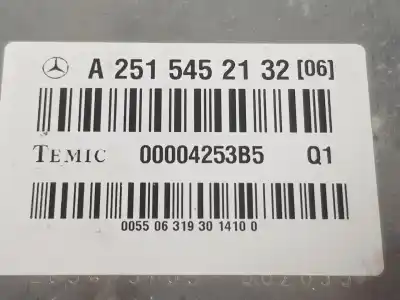 A 251 545 21 32 [06]
TEMIC 00004253B5 Q1
0055 06 319 30 1410 0